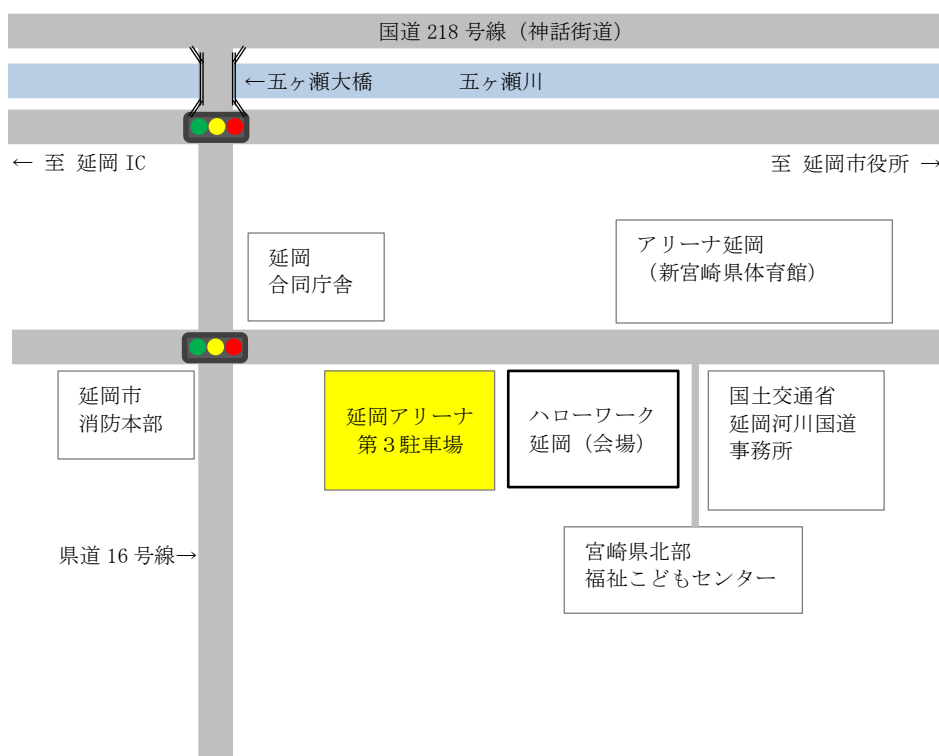 国道 218 号線（神話街道）
←五ヶ瀬大橋
五ヶ瀬川
← 至 延岡 IC
至 延岡市役所 →
延岡
合同庁舎
アリーナ延岡
（新宮崎県体育館）
延岡市
消防本部
延岡アリーナ
第３駐車場
ハローワーク
延岡（会場）
国土交通省
延岡河川国道
事務所
県道 16 号線→
宮崎県北部
福祉こどもセンター